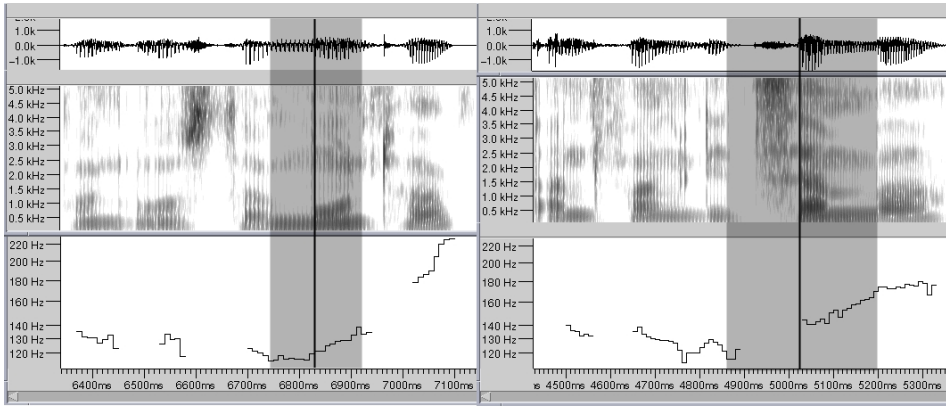 1.0k
0.0k
-1.0k
5.0 kHz
4.5 kHz
4.0 kHz
3.5 kHz
3.0 kHz
2.5 kHz
2.0 kHz
1.5 kHz
1.0 kHz
0.5 kHz
220 Hz
200 Hz
180 Hz
160 Hz
140 Hz
130 Hz
120 Hz
6400ms 6500ms 6600ms 6700ms 6800ms 6900ms 7000ms 7100ms
1.0k
0.0k
-1.0k
5.0 kHz
4.5 kHz
4.0 kHz
3.5 kHz
3.0 kHz
2.5 kHz
2.0 kHz
1.5 kHz
1.0 kHz
0.5 kHz
220 Hz
200 Hz
180 Hz
160 Hz
140 Hz
130 Hz
120 Hz
4500ms 4600ms 4700ms 4800ms 4900ms 5000ms 5100ms 5200ms 5300ms